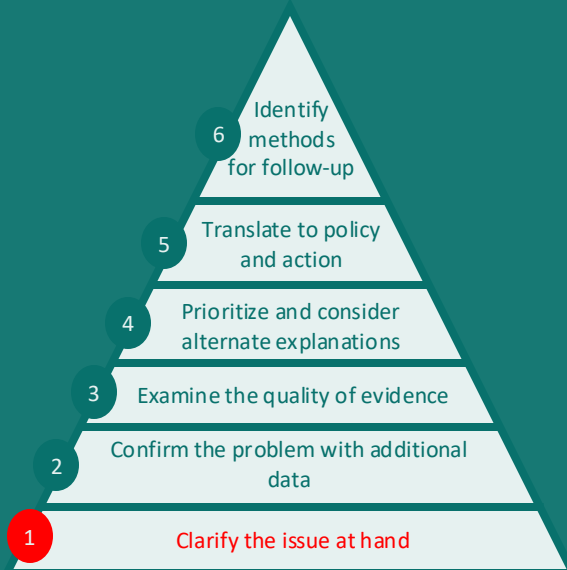 6
Identify
methods
for follow-up
5
Translate to policy
and action
4
Prioritize and consider
alternate explanations
3
Examine the quality of evidence
2
Confirm the problem with additional
data
1
Clarify the issue at hand